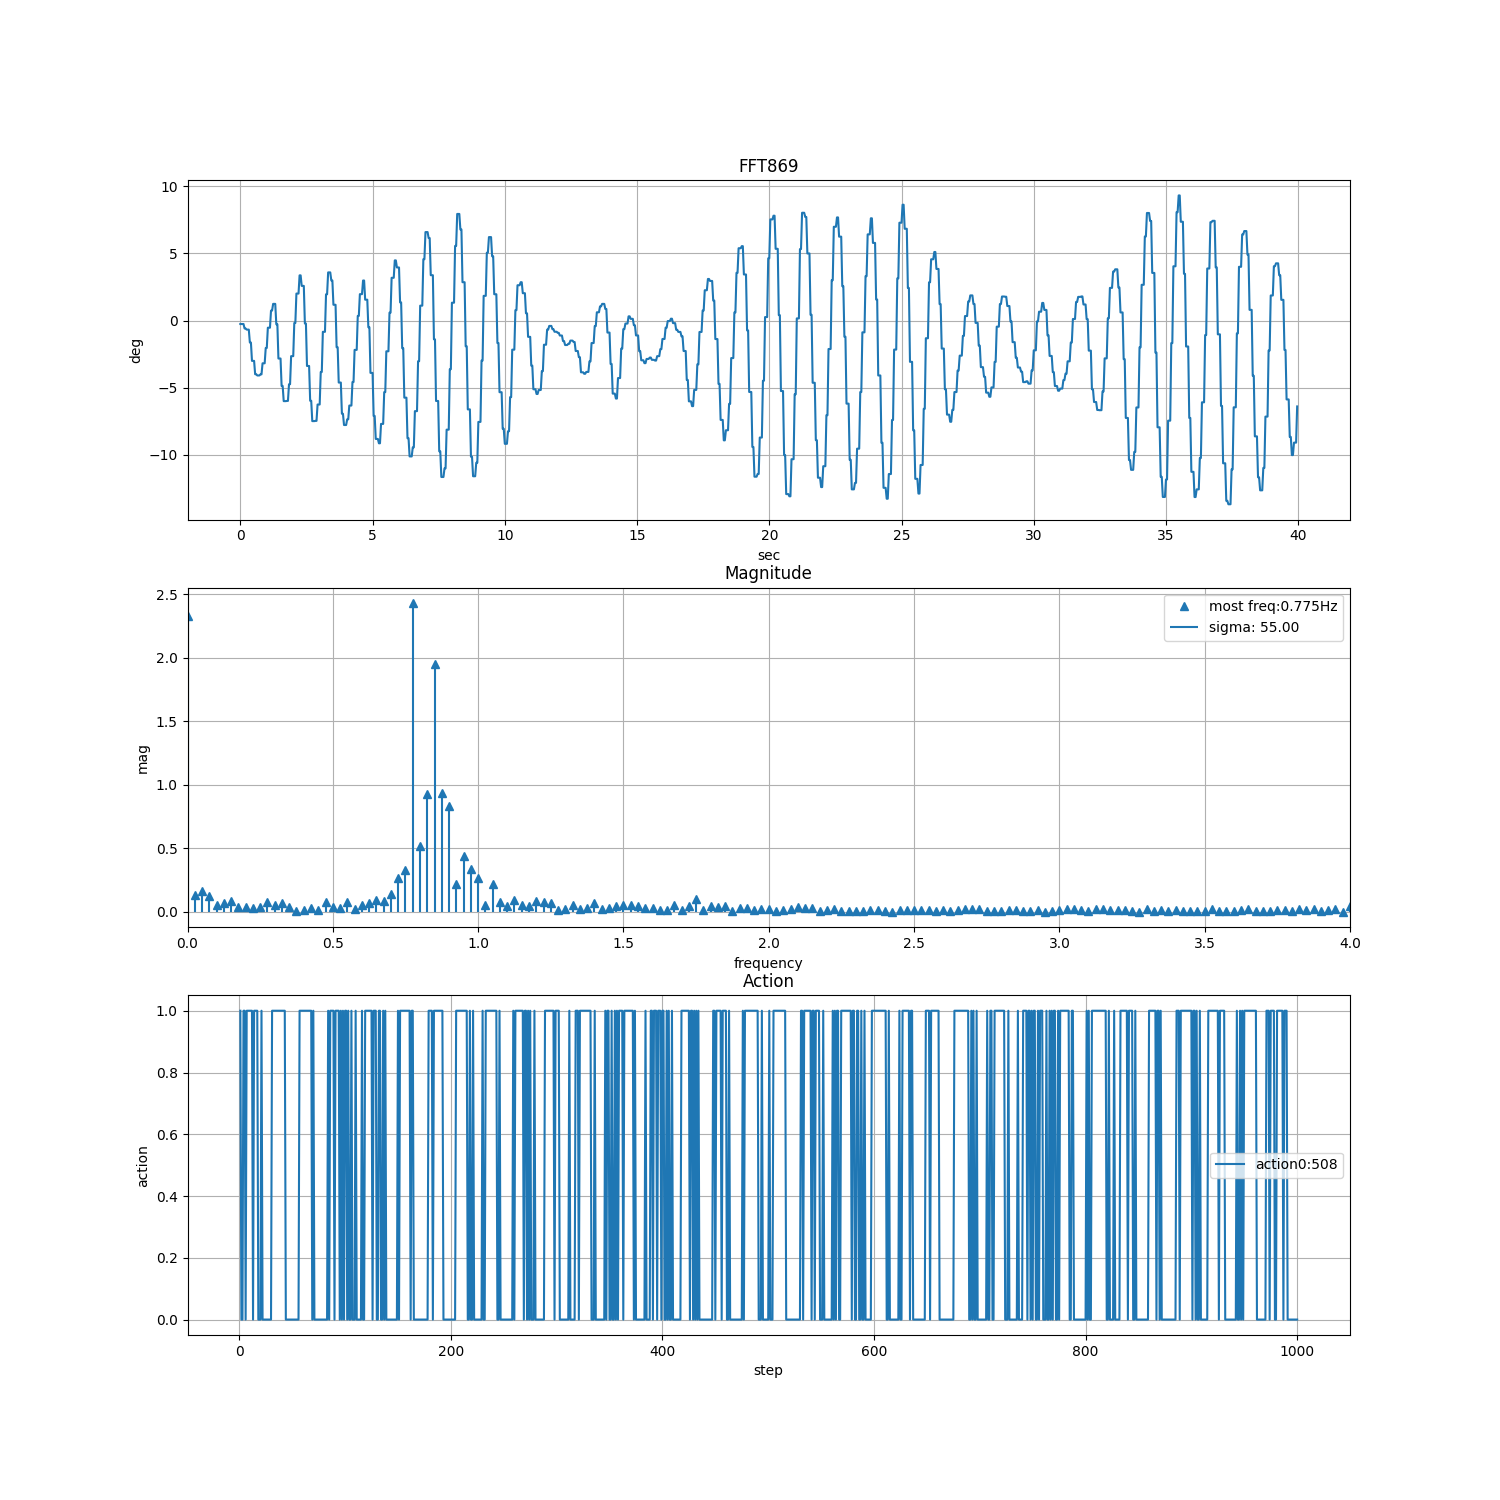 FFT869
10
5
0
−5
−10
deg
0 5 10 15 20 25 30 35 40
sec
Magnitude
2.5
2.0
1.5
1.0
0.5
0.0
mag
most freq:0.775Hz
sigma: 55.00
0.0 0.5 1.0 1.5 2.0 2.5 3.0 3.5 4.0
frequency
Action
1.0
0.8
0.6
0.4
0.2
0.0
action
action0:508
0 200 400 600 800 1000
step